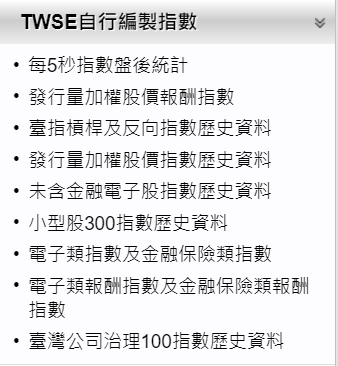 TWSE自行編製指數
• 每5秒指數盤後統計
• 發行量加權股價報酬指數
• 臺指槓桿及反向指數歷史資料
• 發行量加權股價指數歷史資料
• 未含金融電子股指數歷史資料
• 小型股300指數歷史資料
• 電子類指數及金融保險類指數
• 電子類報酬指數及金融保險類報酬
指數
• 臺灣公司治理100指數歷史資料